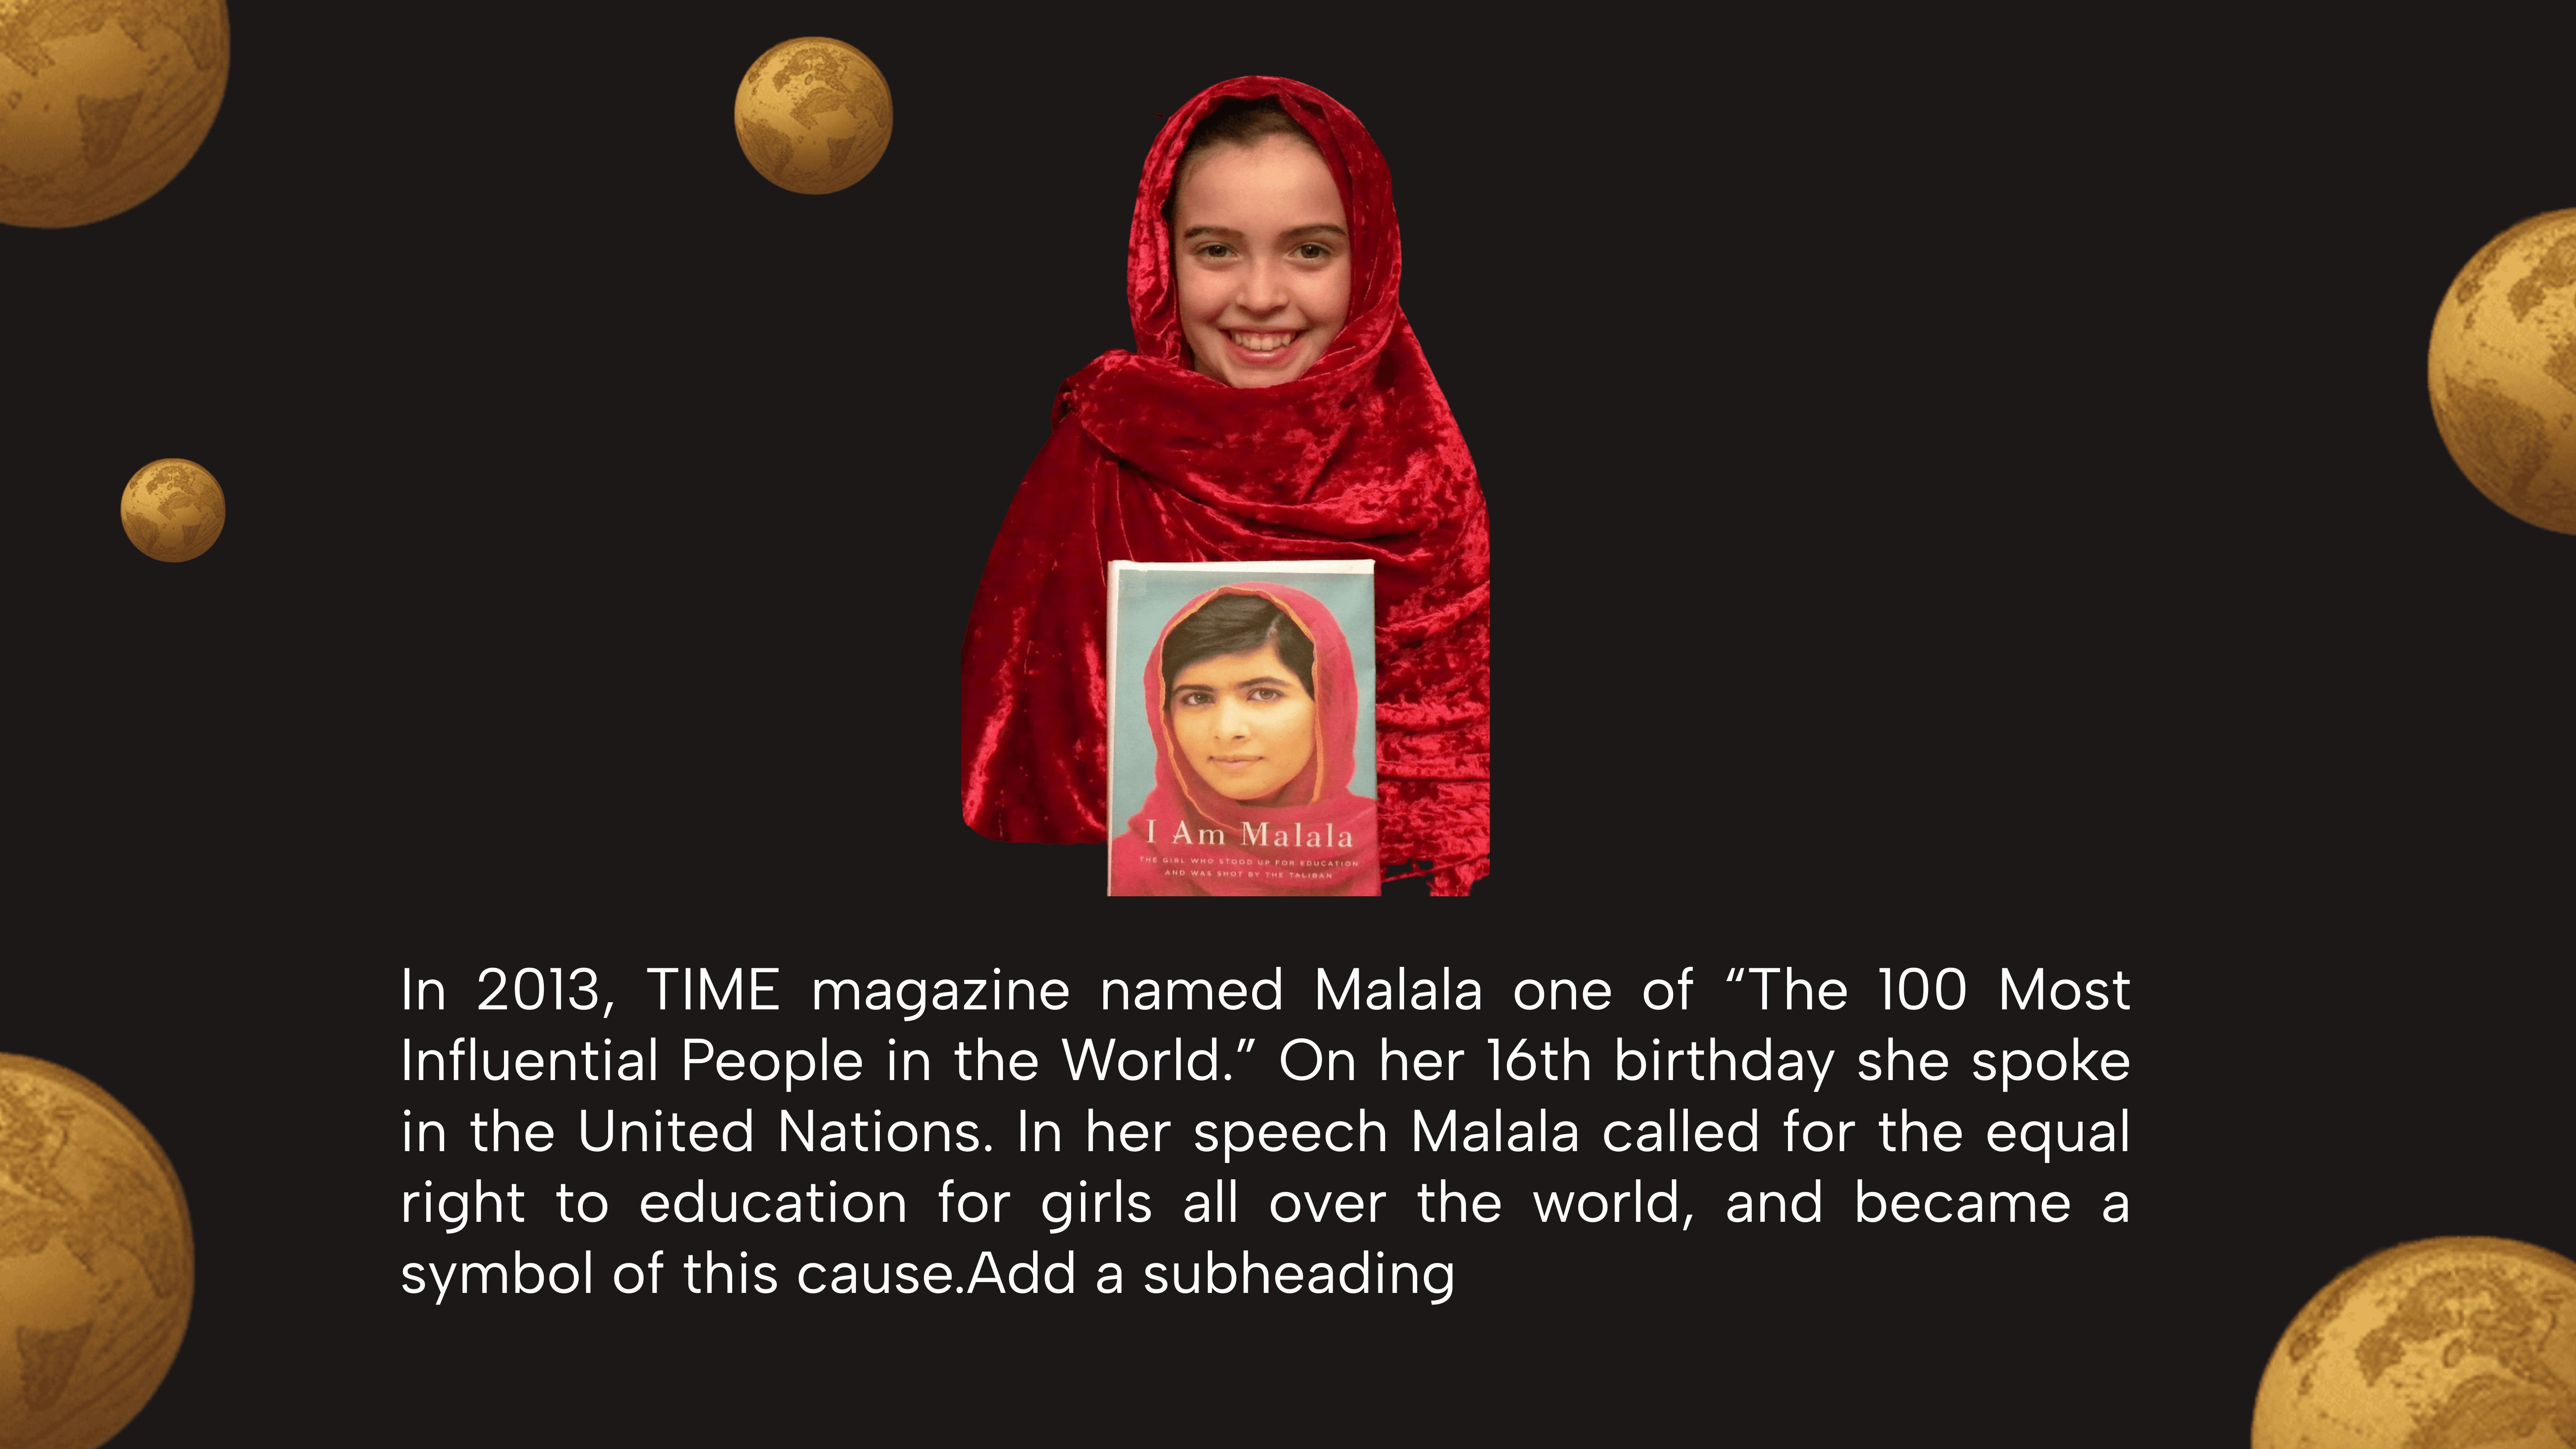 I Am Malala
THE GIRL WHO STOOD UP FOR EDUCATION
AND WAS SHOT BY THE TALIBAN
In 2013, TIME magazine named Malala one of “The 100 Most
Influential People in the World.” On her 16th birthday she spoke
in the United Nations. In her speech Malala called for the equal
right to education for girls all over the world, and became a
symbol of this cause.Add a subheading